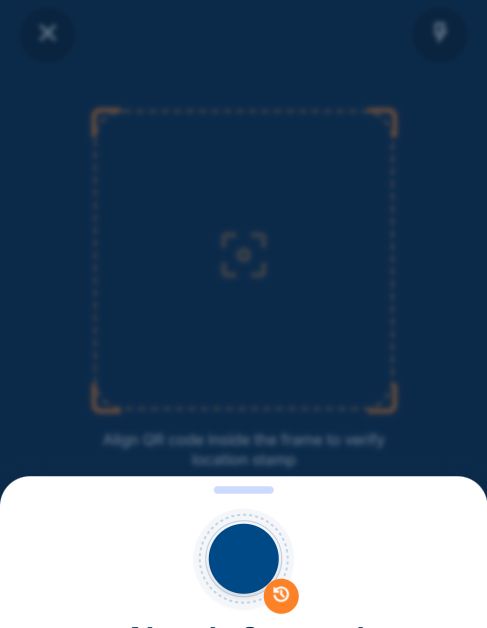 Align QR code inside the frame to verify
location stamp